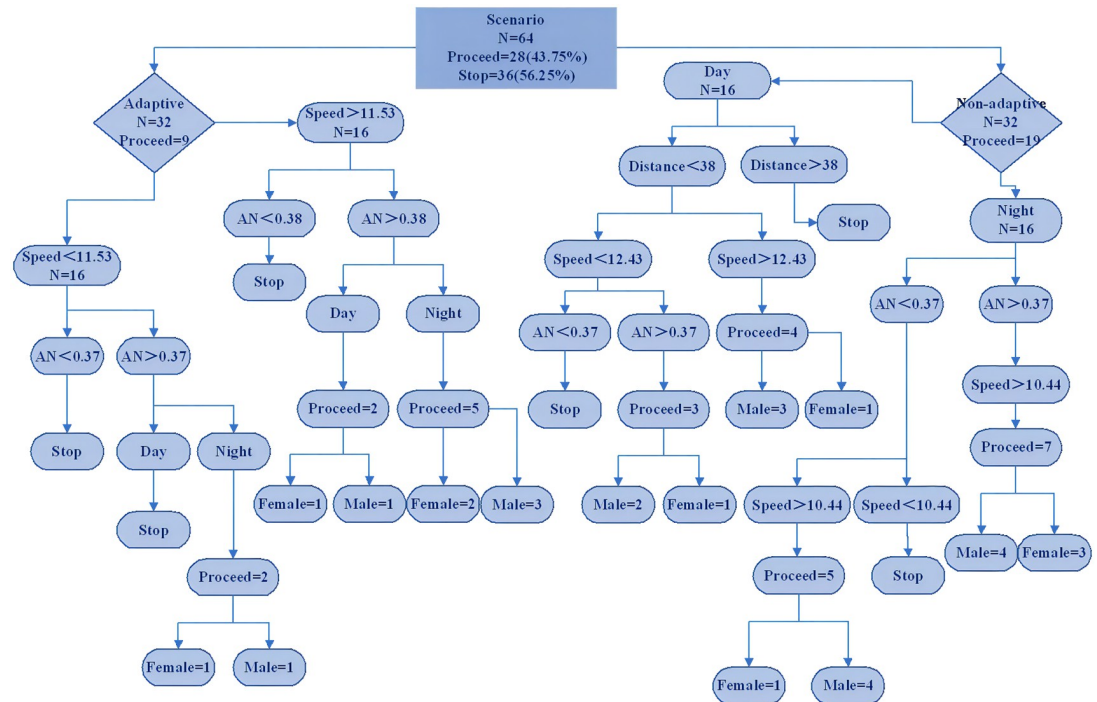 Scenario
N=64
Proceed=28(43.75%)
Stop=36(56.25%)
Adaptive
N=32
Proceed=9
Speed>11.53
N=16
Day
N=16
Non-adaptive
N=32
Proceed=19
Distance<38
Distance>38
AN<0.38
AN>0.38
Stop
Night
N=16
Speed<11.53
N=16
Stop
Speed<12.43
Speed>12.43
Day
Night
AN<0.37
AN>0.37
AN<0.37
AN>0.37
Proceed=4
AN<0.37
AN>0.37
Speed>10.44
Proceed=2
Proceed=5
Stop
Proceed=3
Male=3
Female=1
Stop
Day
Night
Proceed=7
Female=1
Male=1
Female=2
Male=3
Male=2
Female=1
Speed>10.44
Speed<10.44
Stop
Male=4
Female=3
Proceed=2
Proceed=5
Stop
Female=1
Male=1
Female=1
Male=4